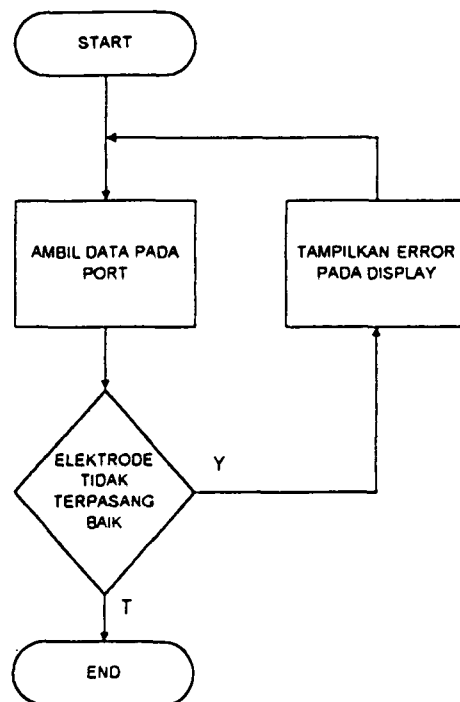 START
AMBIL DATA PADA
PORT
TAMPILKAN ERROR
PADA DISPLAY
ELEKTRODE
TIDAK
TERPASANG
BAIK
Y
T
END